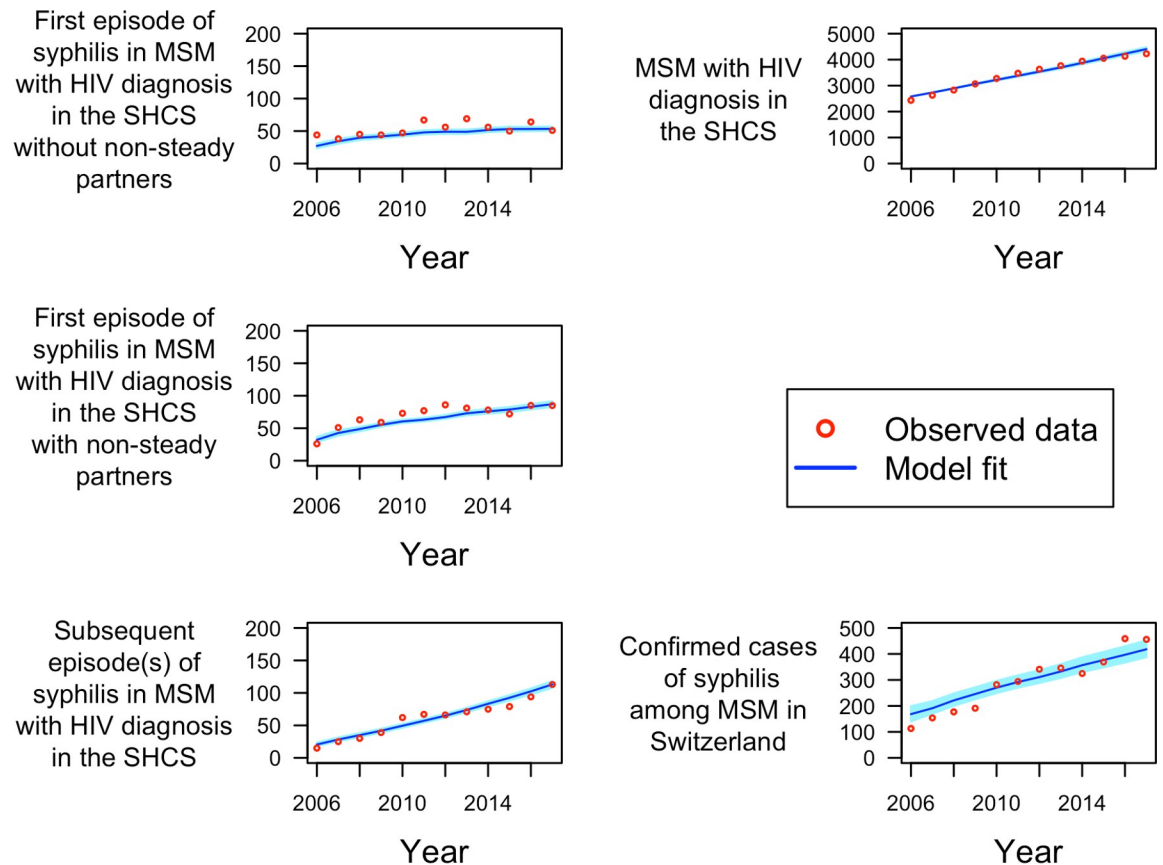 First episode of
syphilis in MSM
with HIV diagnosis
in the SHCS
without non-steady
partners
200
150
100
50
0
2006 2010 2014
Year
MSM with HIV
diagnosis in
the SHCS
5000
4000
3000
2000
1000
0
2006 2010 2014
Year
First episode of
syphilis in MSM
with HIV diagnosis
in the SHCS
with non-steady
partners
200
150
100
50
0
2006 2010 2014
Year
Observed data
Model fit
Subsequent
episode(s) of
syphilis in MSM
with HIV diagnosis
in the SHCS
200
150
100
50
0
2006 2010 2014
Year
Confirmed cases
of syphilis
among MSM in
Switzerland
500
400
300
200
100
0
2006 2010 2014
Year